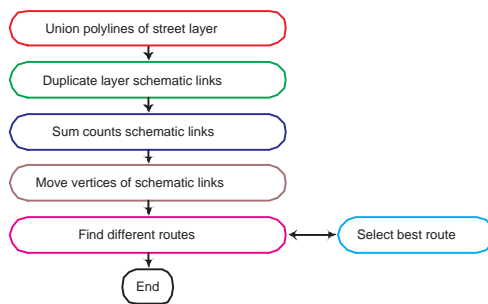 Union polylines of street layer
Duplicate layer schematic links
Sum counts schematic links
Move vertices of schematic links
Find different routes
Select best route
End